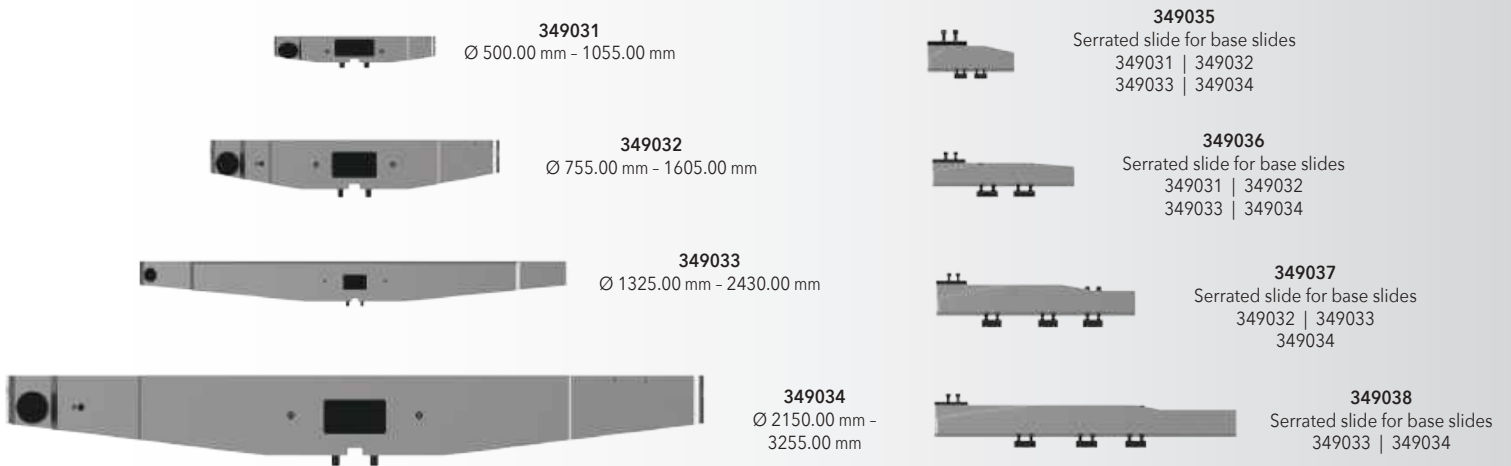 349031
Ø 500.00 mm – 1055.00 mm
349032
Ø 755.00 mm – 1605.00 mm
349033
Ø 1325.00 mm – 2430.00 mm
349034
Ø 2150.00 mm –
3255.00 mm
349035
Serrated slide for base slides
349031 | 349032
349033 | 349034
349036
Serrated slide for base slides
349031 | 349032
349033 | 349034
349037
Serrated slide for base slides
349032 | 349033
349034
349038
Serrated slide for base slides
349033 | 349034